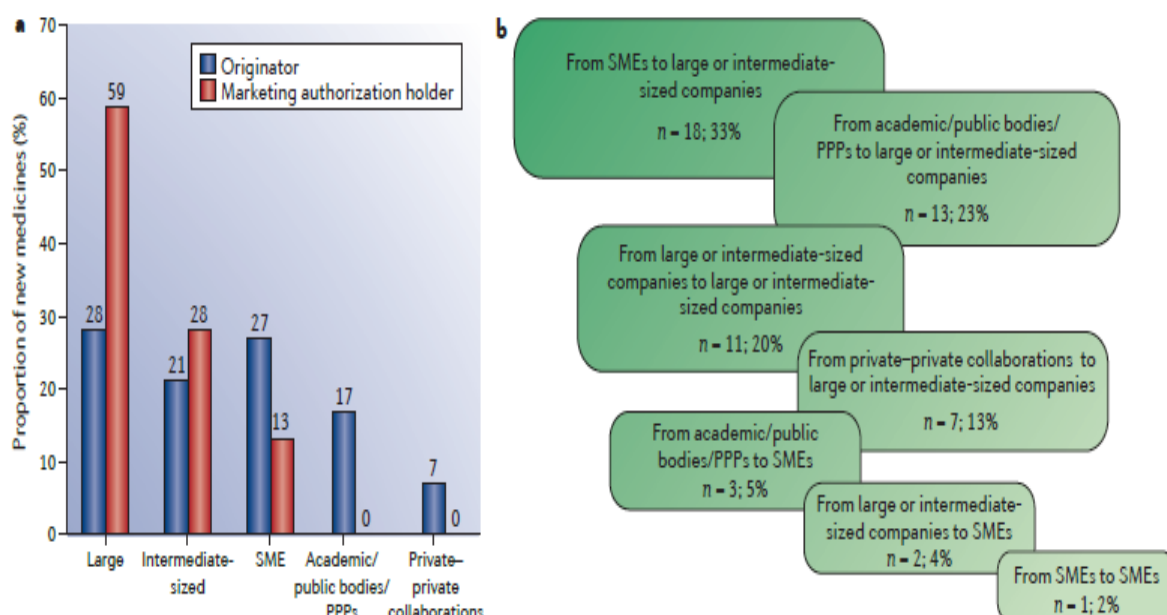 a
70
60
50
40
30
20
10
0
Proportion of new medicines (%)
Originator
Marketing authorization holder
28
59
21
28
27
13
17
0
7
0
Large
Intermediate-
sized
SME
Academic/
public bodies/
PPPs
Private–
private
collaborations
b
From SMEs to large or intermediate-
sized companies
n = 18; 33%
From academic/public bodies/
PPPs to large or intermediate-sized
companies
n = 13; 23%
From large or intermediate-sized
companies to large or intermediate-
sized companies
n = 11; 20%
From private–private collaborations to
large or intermediate-sized companies
n = 7; 13%
From academic/public
bodies/PPPs to SMEs
n = 3; 5%
From large or intermediate-
sized companies to SMEs
n = 2; 4%
From SMEs to SMEs
n = 1; 2%